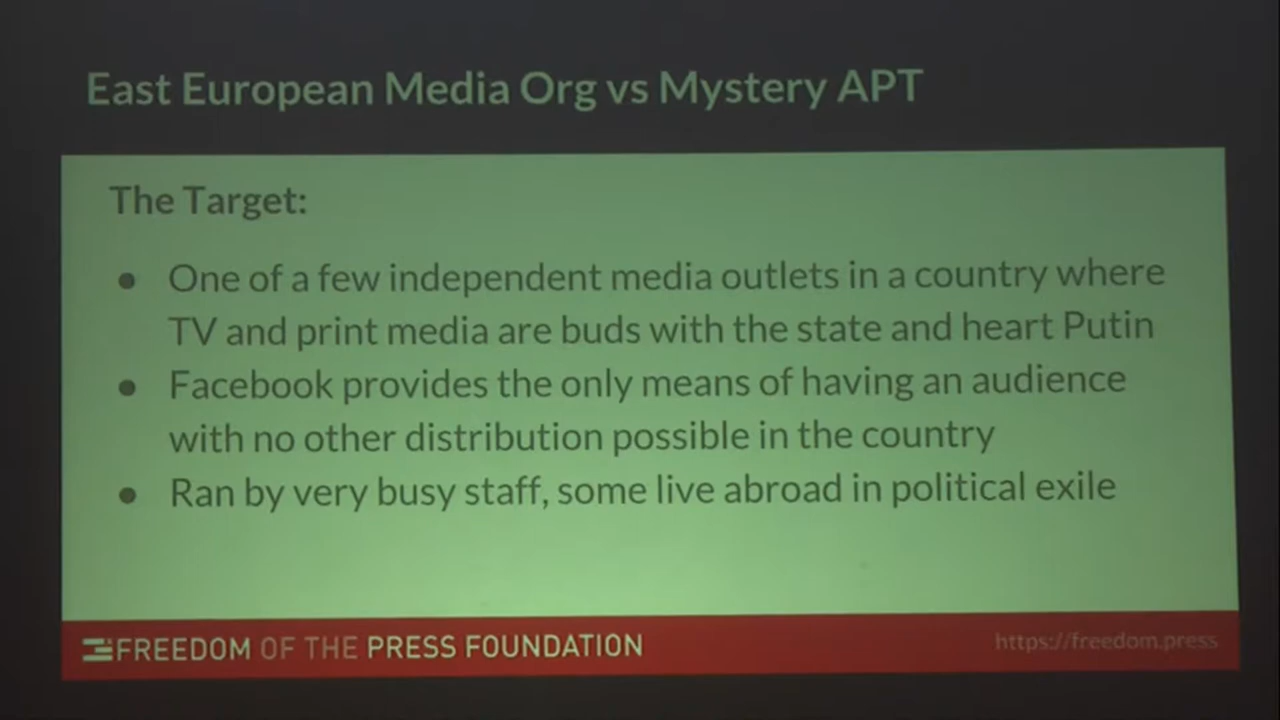 East European Media Org vs Mystery APT
The Target:
• One of a few independent media outlets in a country where
TV and print media are buds with the state and heart Putin
• Facebook provides the only means of having an audience
with no other distribution possible in the country
• Ran by very busy staff, some live abroad in political exile
FREEDOM OF THE PRESS FOUNDATION
https://freedom.press